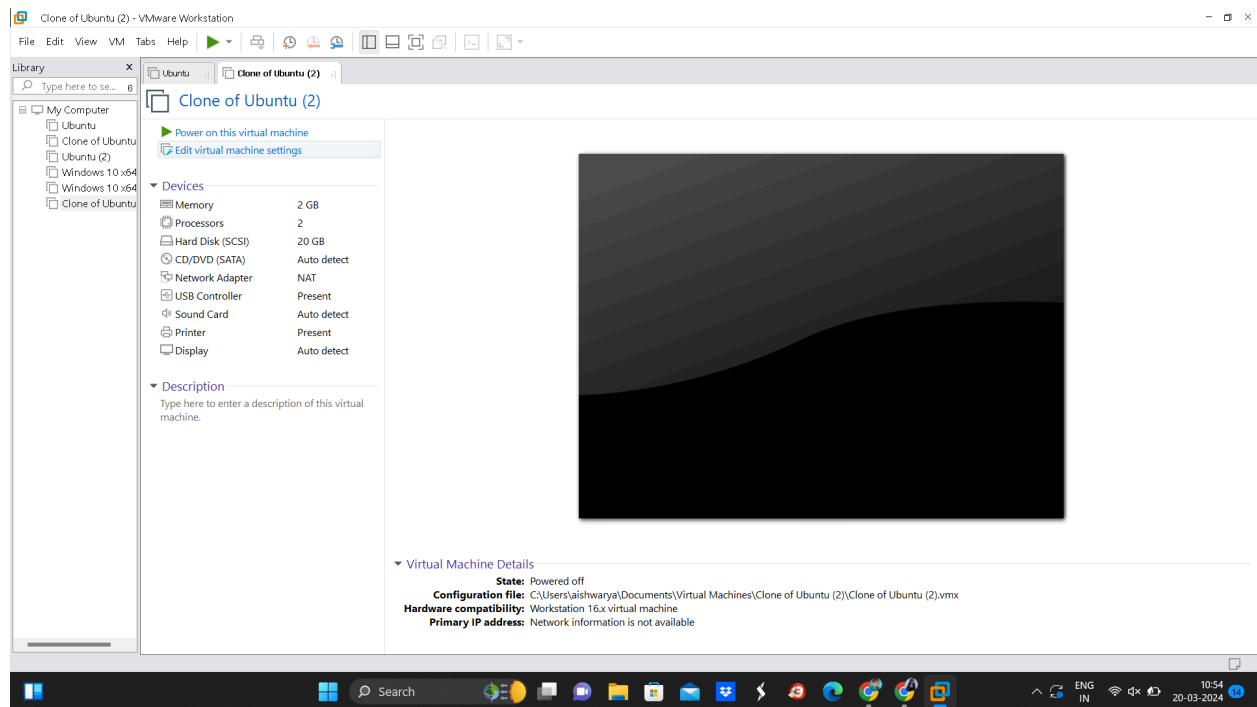 Clone of Ubuntu (2) - VMware Workstation
File Edit View VM Tabs Help
Library x
Type here to se...
My Computer
Ubuntu
Clone of Ubuntu
Ubuntu (2)
Windows 10 x64
Windows 10 x64
Clone of Ubuntu
Ubuntu
Clone of Ubuntu (2)
Clone of Ubuntu (2)
Power on this virtual machine
Edit virtual machine settings
Devices
Memory 2 GB
Processors 2
Hard Disk (SCSI) 20 GB
CD/DVD (SATA) Auto detect
Network Adapter NAT
USB Controller Present
Sound Card Auto detect
Printer Present
Display Auto detect
Description
Type here to enter a description of this virtual
machine.
Virtual Machine Details
State: Powered off
Configuration file: C:\Users\aishwarya\Documents\Virtual Machines\Clone of Ubuntu (2)\Clone of Ubuntu (2).vmx
Hardware compatibility: Workstation 16.x virtual machine
Primary IP address: Network information is not available
Search
ENG
IN
10:54
20-03-2024
14